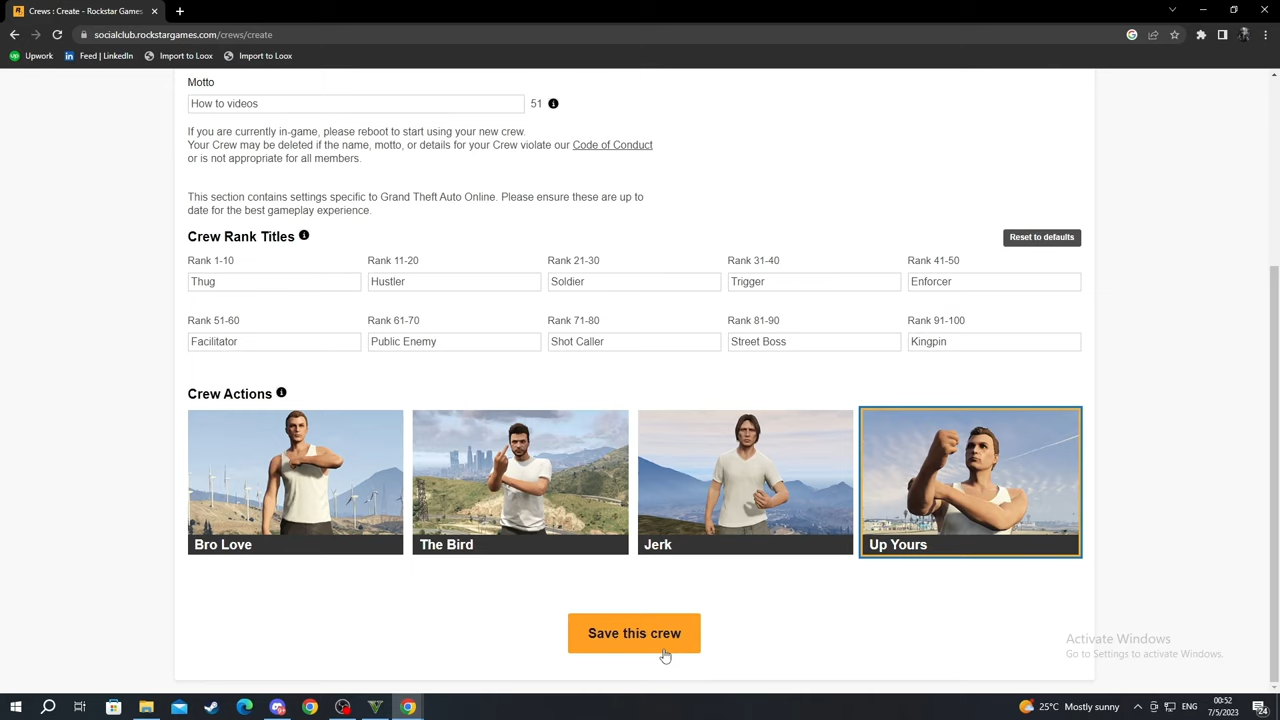 Crews : Create - Rockstar Games
socialclub.rockstargames.com/crews/create
Upwork
Feed | LinkedIn
Import to Loox
Import to Loox
Motto
How to videos
51
If you are currently in-game, please reboot to start using your new crew.
Your Crew may be deleted if the name, motto, or details for your Crew violate our Code of Conduct
or is not appropriate for all members.
This section contains settings specific to Grand Theft Auto Online. Please ensure these are up to
date for the best gameplay experience.
Crew Rank Titles
Reset to defaults
Rank 1-10 Rank 11-20 Rank 21-30 Rank 31-40 Rank 41-50
Thug Hustler Soldier Trigger Enforcer
Rank 51-60 Rank 61-70 Rank 71-80 Rank 81-90 Rank 91-100
Facilitator Public Enemy Shot Caller Street Boss Kingpin
Crew Actions
Bro Love The Bird Jerk Up Yours
Save this crew
Activate Windows
Go to Settings to activate Windows.
25°C Mostly sunny
ENG
00:52
7/5/2023
24